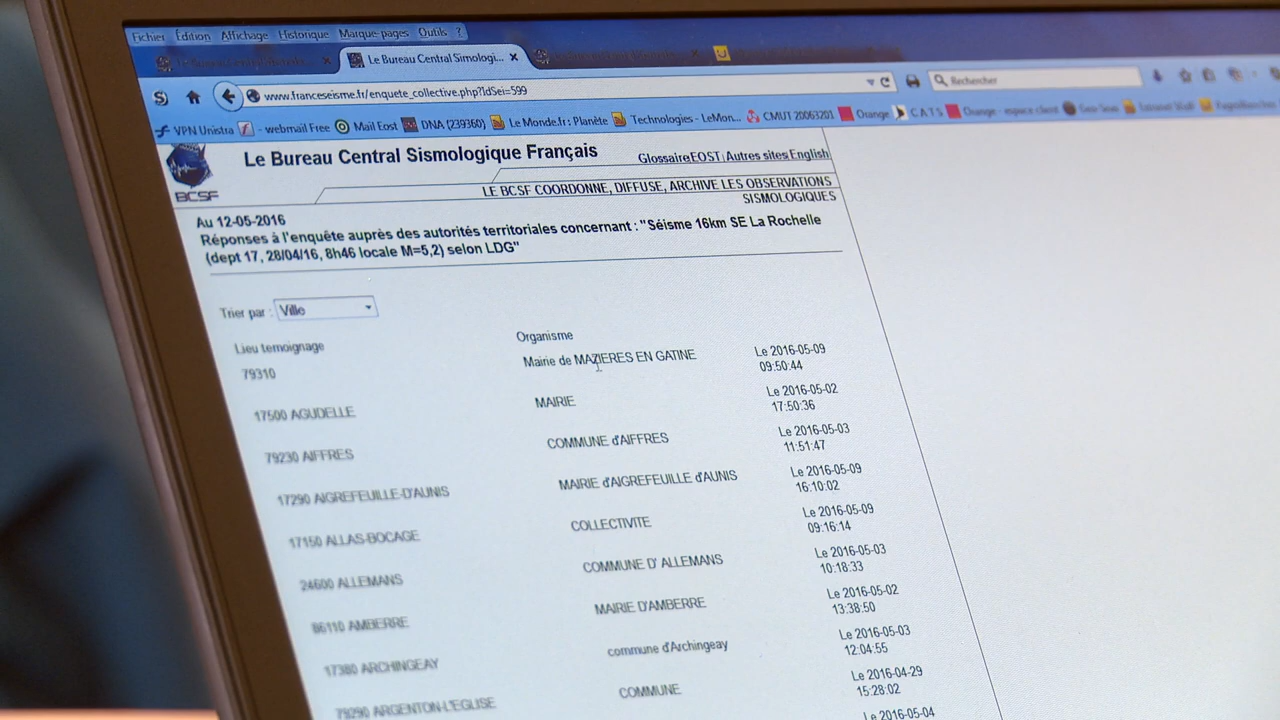 Fichier Édition Affichage Historique Marque-pages Outils ?
Le Bureau Central Sismologi... ×
www.franceseisme.fr/enquete_collective.php?IdSei=599
Rechercher
VPN Unistra - webmail Free Mail Eost DNA (239360) Le Monde.fr : Planète Technologies - LeMon... CMUT 20063201 Orange C A T S Orange - espace client
BCSF
Le Bureau Central Sismologique Français
Glossaire EOST Autres sites English
LE BCSF COORDONNE, DIFFUSE, ARCHIVE LES OBSERVATIONS
SISMOLOGIQUES
Au 12-05-2016
Réponses à l'enquête auprès des autorités territoriales concernant : "Séisme 16km SE La Rochelle
(dept 17, 28/04/16, 8h46 locale M=5,2) selon LDG"
Trier par : Ville
Lieu temoignage Organisme
79310 Mairie de MAZIERES EN GATINE Le 2016-05-09
09:50:44
17500 AGUDELLE MAIRIE Le 2016-05-02
17:50:36
79230 AIFFRES COMMUNE d'AIFFRES Le 2016-05-03
11:51:47
17290 AIGREFEUILLE-D'AUNIS MAIRIE d'AIGREFEUILLE d'AUNIS Le 2016-05-09
16:10:02
17150 ALLAS-BOCAGE COLLECTIVITE Le 2016-05-09
09:16:14
24600 ALLEMANS COMMUNE D' ALLEMANS Le 2016-05-03
10:18:33
86110 AMBERRE MAIRIE D'AMBERRE Le 2016-05-02
13:38:50
17380 ARCHINGEAY commune d'Archingeay Le 2016-05-03
12:04:55
79290 ARGENTON-L'EGLISE COMMUNE Le 2016-04-29
15:28:02
Le 2016-05-04